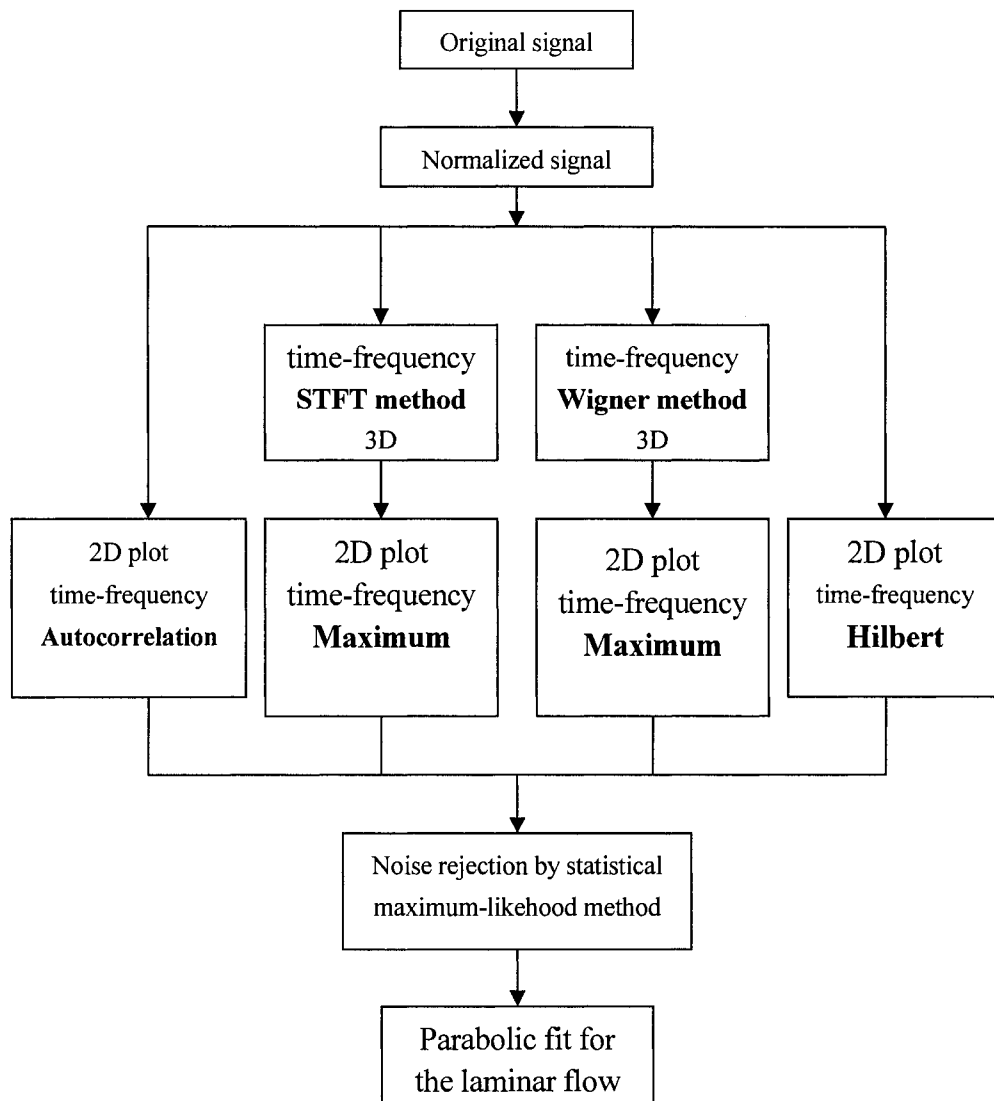 Original signal
Normalized signal
time-frequency
STFT method
3D
time-frequency
Wigner method
3D
2D plot
time-frequency
Autocorrelation
2D plot
time-frequency
Maximum
2D plot
time-frequency
Maximum
2D plot
time-frequency
Hilbert
Noise rejection by statistical
maximum-likehood method
Parabolic fit for
the laminar flow